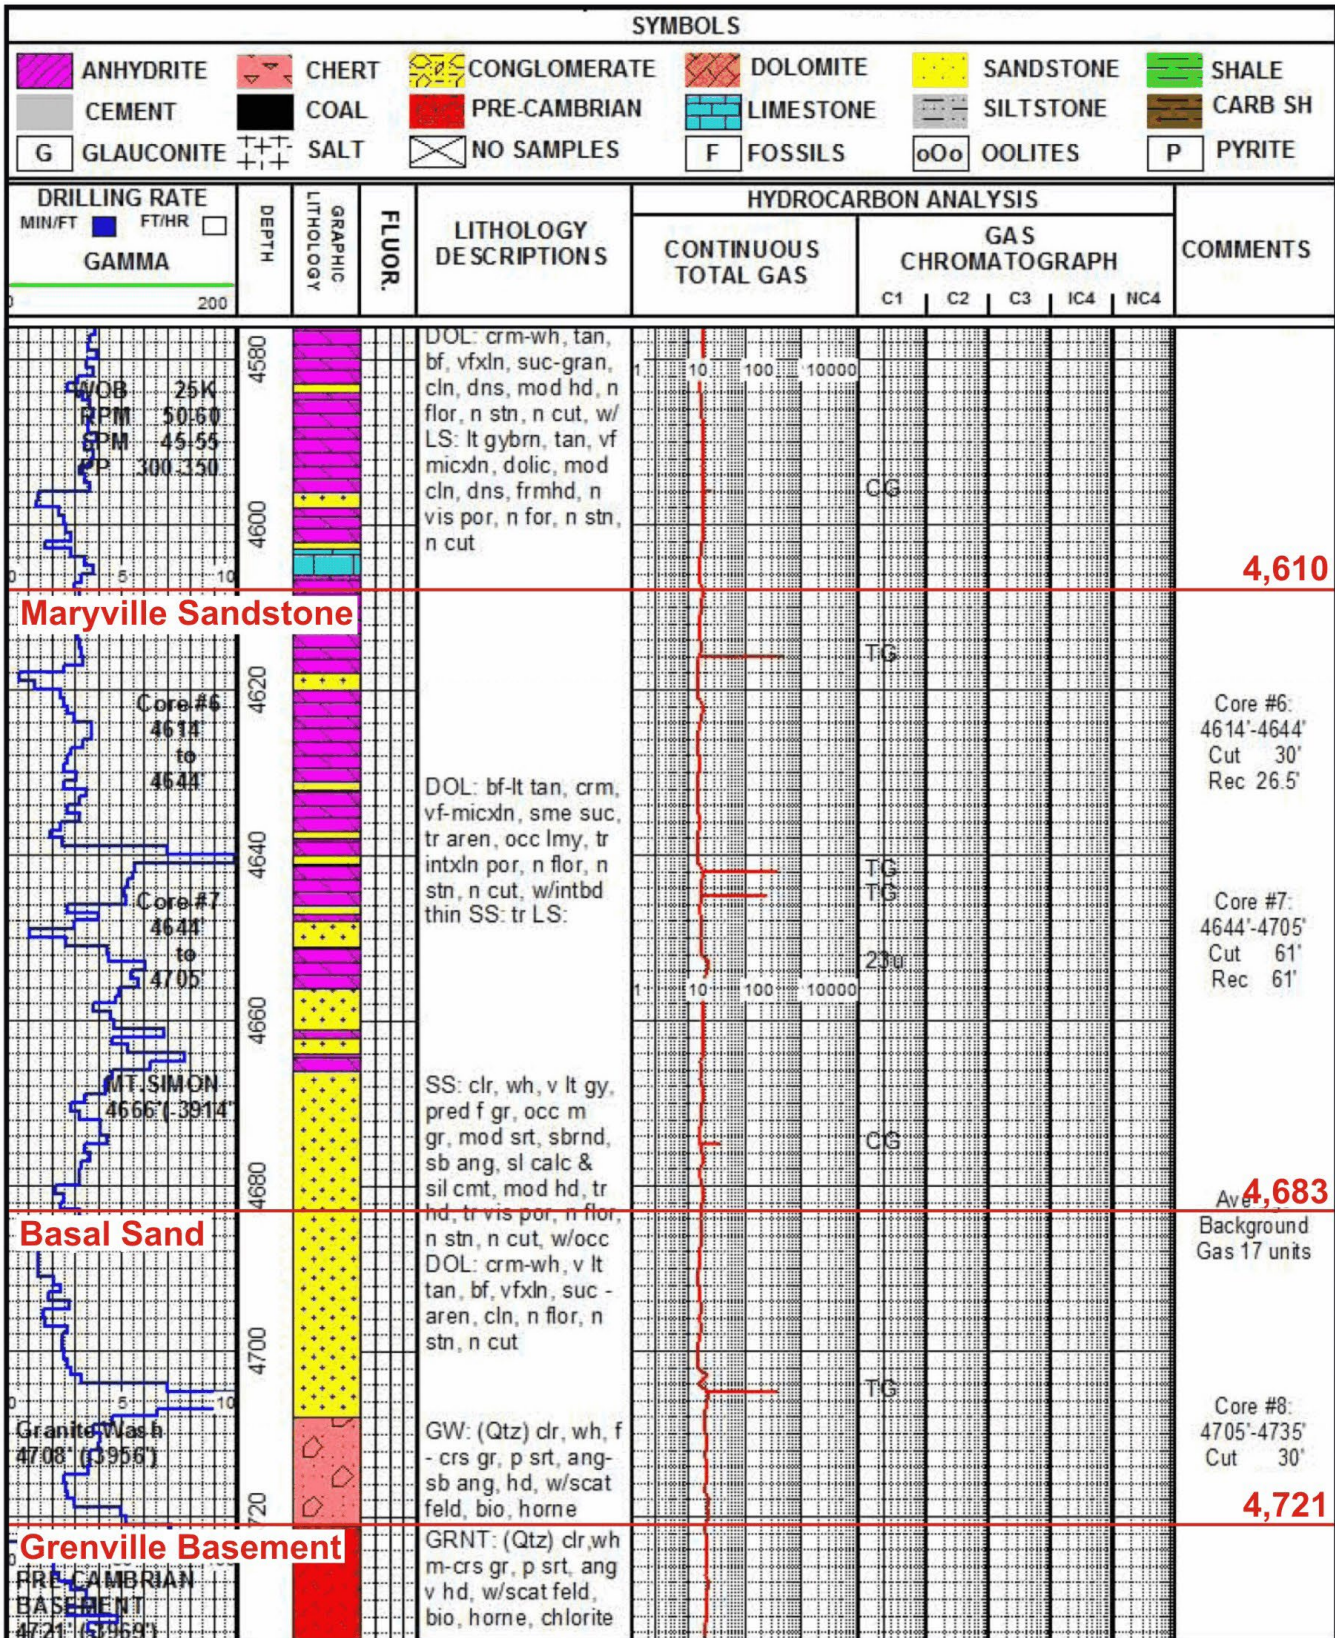 SYMBOLS
ANHYDRITE CHERT CONGLOMERATE DOLOMITE SANDSTONE SHALE
CEMENT COAL PRE-CAMBRIAN LIMESTONE SILTSTONE CARB SH
G GLAUCONITE SALT NO SAMPLES F FOSSILS oOo OOLITES P PYRITE
DRILLING RATE
MIN/FT FT/HR
GAMMA
0 200
DEPTH
GRAPHIC
LITHOLOGY
FLUOR.
LITHOLOGY
DESCRIPTIONS
HYDROCARBON ANALYSIS
CONTINUOUS
TOTAL GAS
GAS
CHROMATOGRAPH
C1 C2 C3 IC4 NC4
COMMENTS
WOB 25K
RPM 50-60
SPM 45-55
PP 300-350
0 5 10
4580
4600
DOL: crm-wh, tan,
bf, vfxln, suc-gran,
cln, dns, mod hd, n
flor, n stn, n cut, w/
LS: lt gybrn, tan, vf
micxln, dolic, mod
cln, dns, frmhd, n
vis por, n for, n stn,
n cut
1 10 100 10000
CG
4,610
Maryville Sandstone
Core #6
4614'
to
4644'
4620
4640
TG
Core #6:
4614'-4644'
Cut 30'
Rec 26.5'
DOL: bf-lt tan, crm,
vf-micxln, sme suc,
tr aren, occ lmy, tr
intxln por, n flor, n
stn, n cut, w/intbd
thin SS: tr LS:
TG
TG
Core #7
4644'
to
4705'
Core #7:
4644'-4705'
Cut 61'
Rec 61'
23u
1 10 100 10000
4660
MT.SIMON
4666'(-3914'
4680
SS: clr, wh, v lt gy,
pred f gr, occ m
gr, mod srt, sbrnd,
sb ang, sl calc &
sil cmt, mod hd, tr
hd, tr vis por, n flor,
n stn, n cut, w/occ
DOL: crm-wh, v lt
tan, bf, vfxln, suc -
aren, cln, n flor, n
stn, n cut
CG
4,683
Basal Sand
Background
Gas 17 units
4700
0 5 10
TG
Granite Wash
4708' (-3956')
4720
GW: (Qtz) clr, wh, f
- crs gr, p srt, ang-
sb ang, hd, w/scat
feld, bio, horne
Core #8:
4705'-4735'
Cut 30'
4,721
Grenville Basement
PRE-CAMBRIAN
BASEMENT
4721' (-3969')
GRNT: (Qtz) clr,wh
m-crs gr, p srt, ang
v hd, w/scat feld,
bio, horne, chlorite